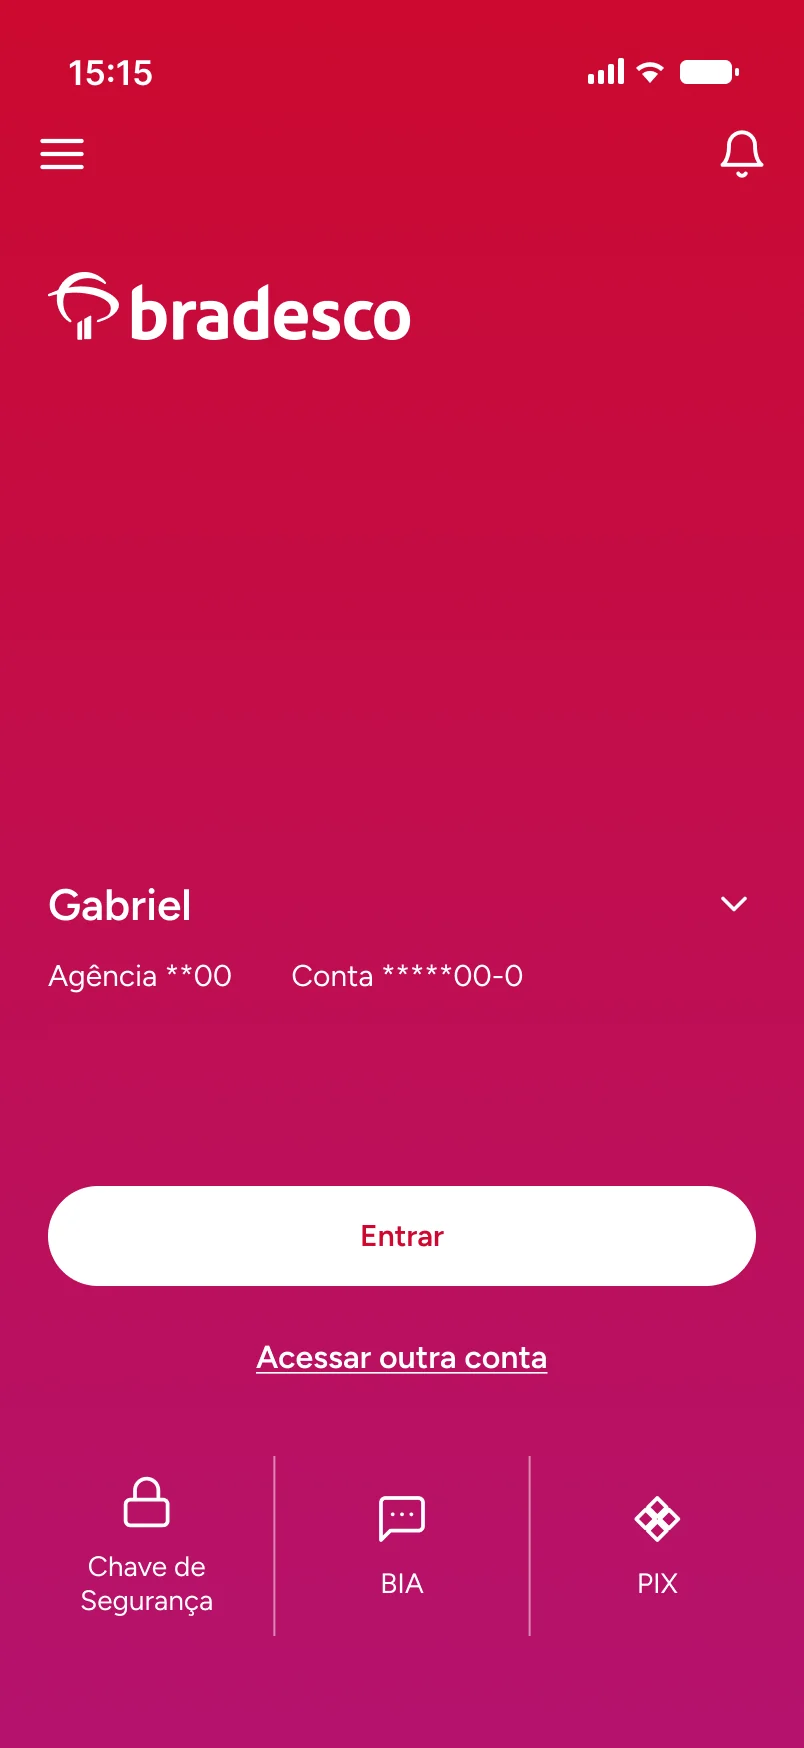 15:15
bradesco
Gabriel
Agência **00 Conta *****00-0
Entrar
Acessar outra conta
Chave de
Segurança
BIA
PIX